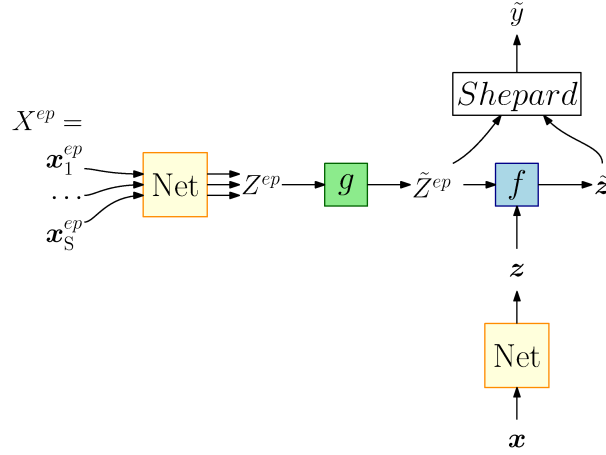 ỹ
Shepard
X^{ep} =
x_1^{ep}
...
x_S^{ep}
Net
Z^{ep}
g
Z̃^{ep}
f
z̃
z
Net
x